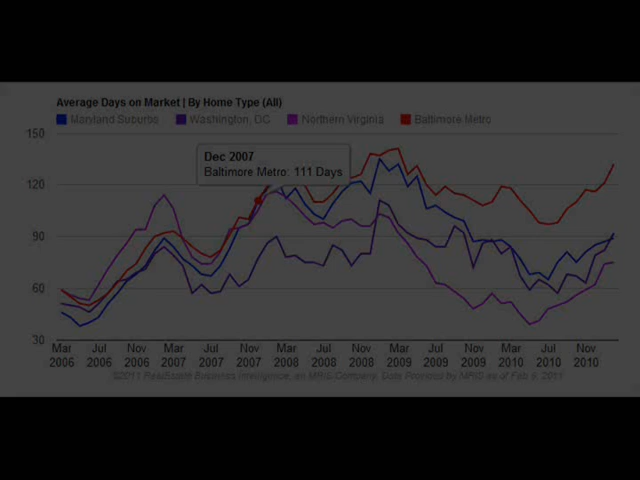 Average Days on Market | By Home Type (All)
Maryland Suburbs Washington, DC Northern Virginia Baltimore Metro
150
Dec 2007
Baltimore Metro: 111 Days
120
90
60
30
Mar Jul Nov Mar Jul Nov Mar Jul Nov Mar Jul Nov Mar Jul Nov
2006 2006 2006 2007 2007 2007 2008 2008 2008 2009 2009 2009 2010 2010 2010
©2011 RealEstate Business Intelligence, an MRIS Company. Data Provided by MRIS as of Feb 9, 2011